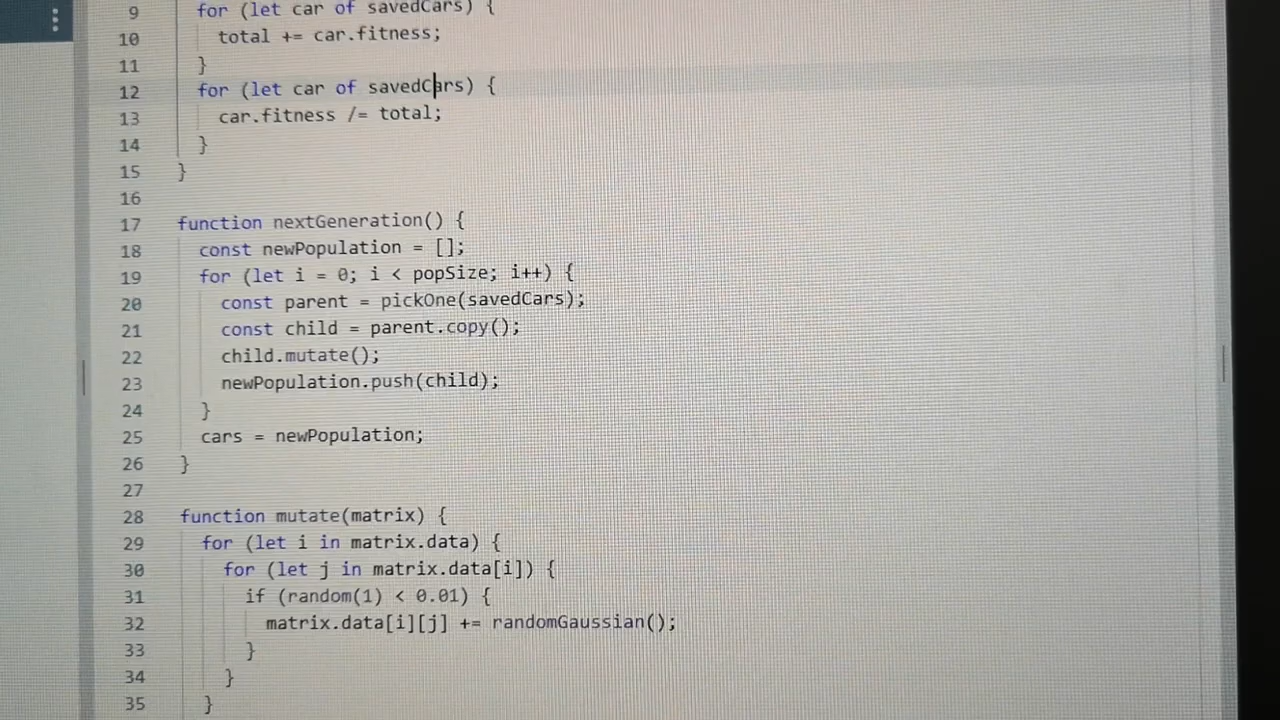 9 for (let car of savedCars) {
10 total += car.fitness;
11 }
12 for (let car of savedCars) {
13 car.fitness /= total;
14 }
15 }
16
17 function nextGeneration() {
18 const newPopulation = [];
19 for (let i = 0; i < popSize; i++) {
20 const parent = pickOne(savedCars);
21 const child = parent.copy();
22 child.mutate();
23 newPopulation.push(child);
24 }
25 cars = newPopulation;
26 }
27
28 function mutate(matrix) {
29 for (let i in matrix.data) {
30 for (let j in matrix.data[i]) {
31 if (random(1) < 0.01) {
32 matrix.data[i][j] += randomGaussian();
33 }
34 }
35 }